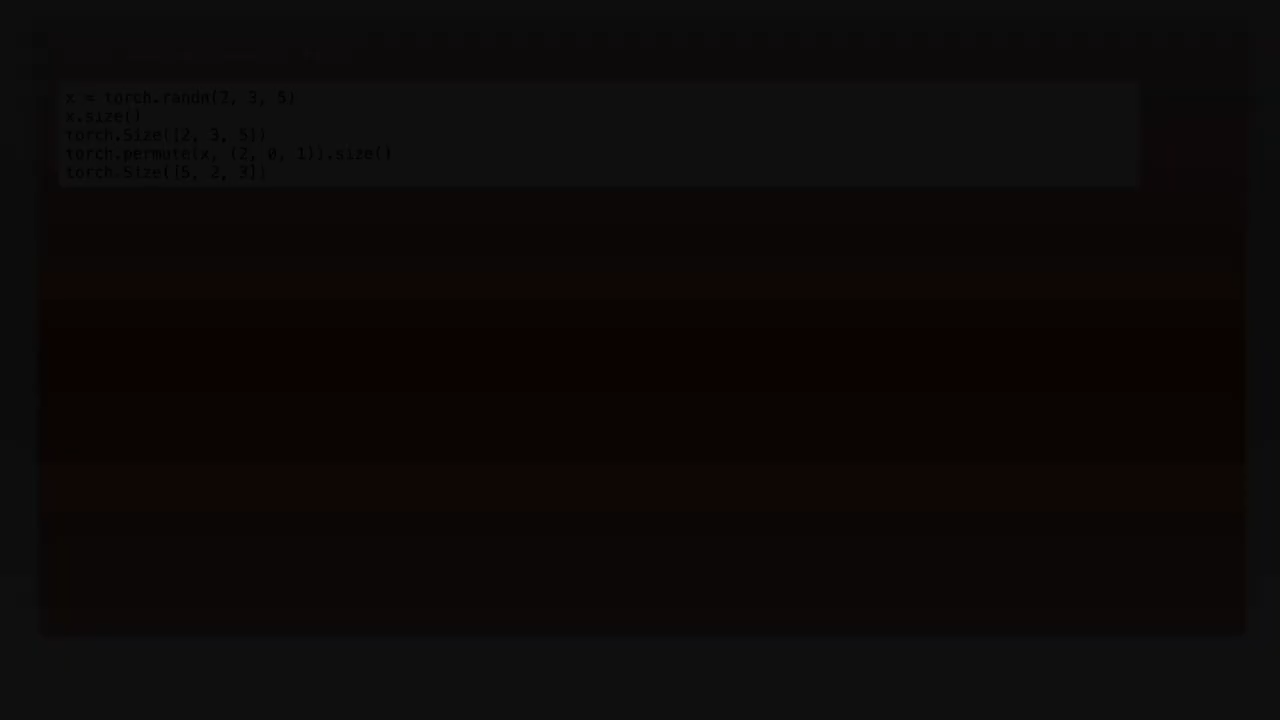 x = torch.randn(2, 3, 5)
x.size()
torch.Size([2, 3, 5])
torch.permute(x, (2, 0, 1)).size()
torch.Size([5, 2, 3])